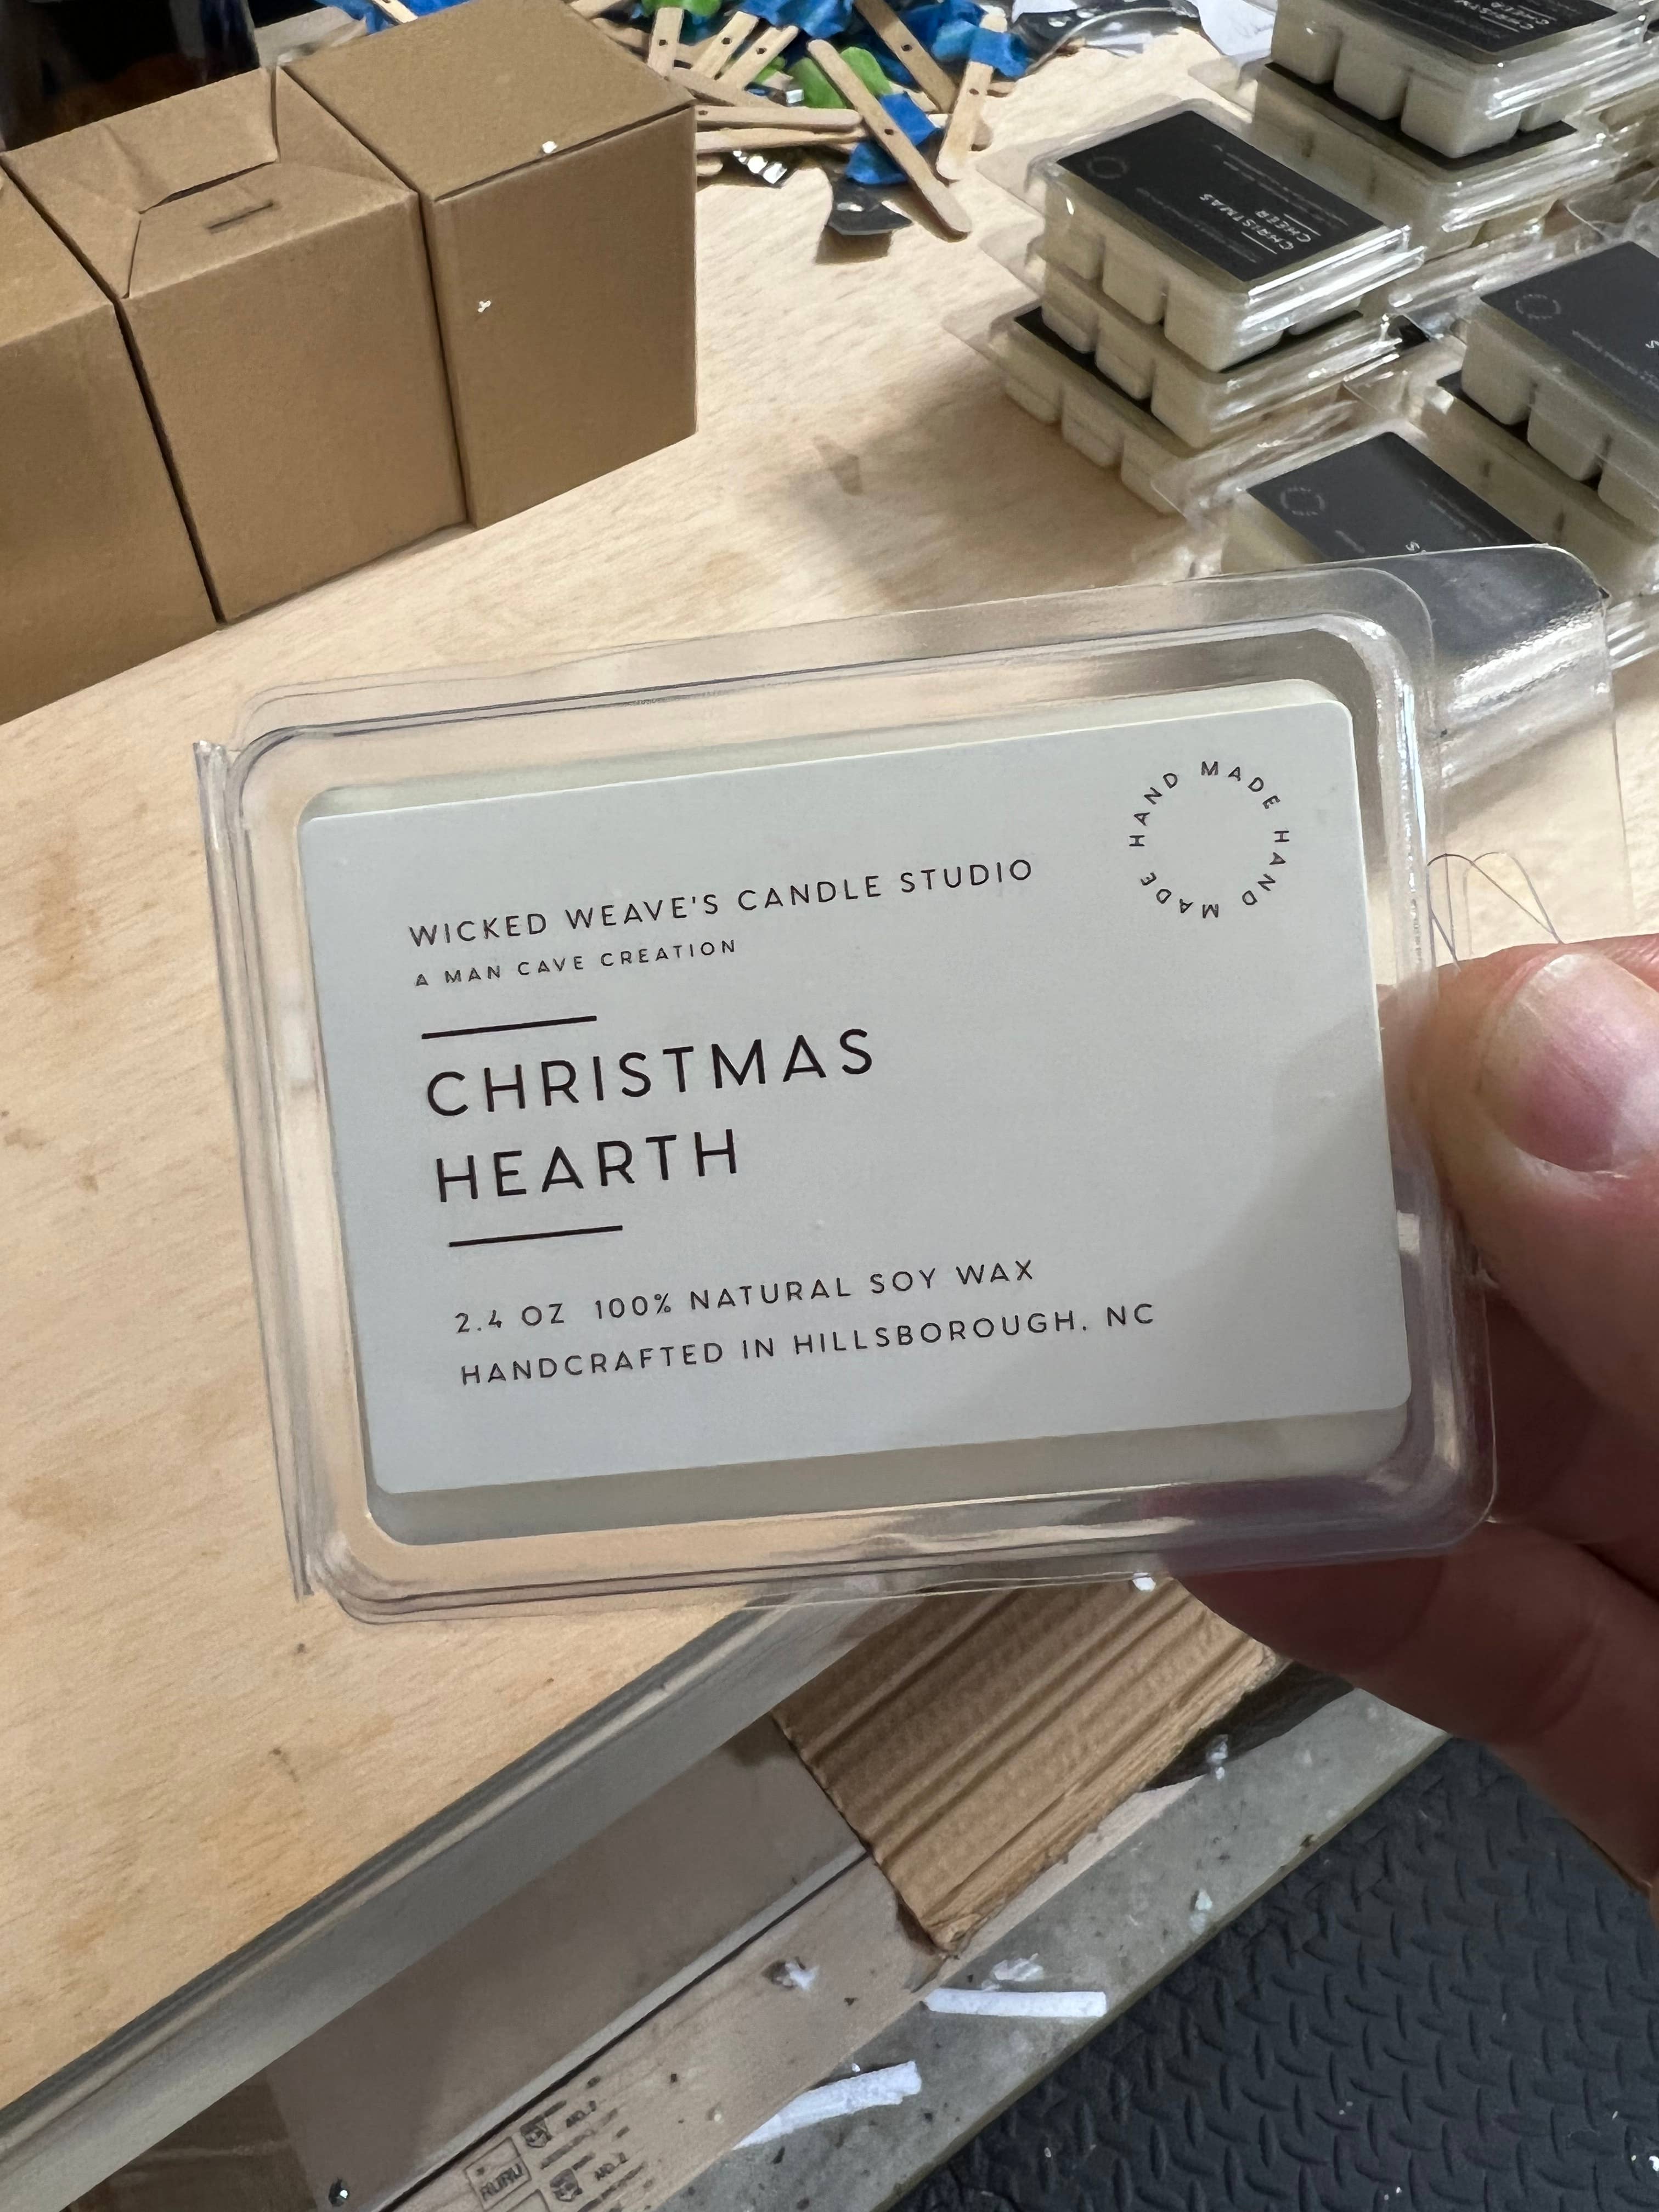 CHRISTMAS
CHEER
WICKED WEAVE'S CANDLE STUDIO
A MAN CAVE CREATION
HAND MADE HAND MADE
CHRISTMAS
HEARTH
2.4 OZ 100% NATURAL SOY WAX
HANDCRAFTED IN HILLSBOROUGH, NC